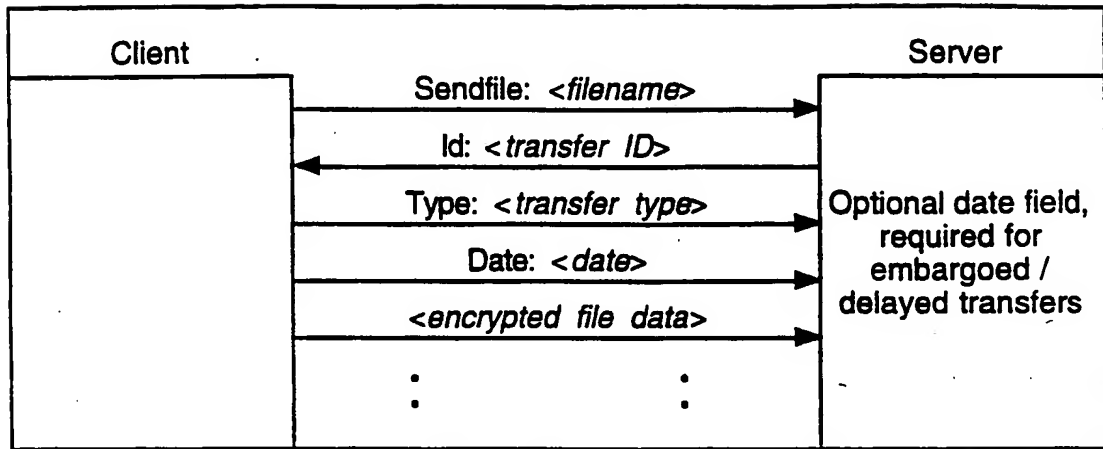 Client
Server
Sendfile: <filename>
Id: <transfer ID>
Type: <transfer type>
Date: <date>
<encrypted file data>
Optional date field,
required for
embargoed /
delayed transfers